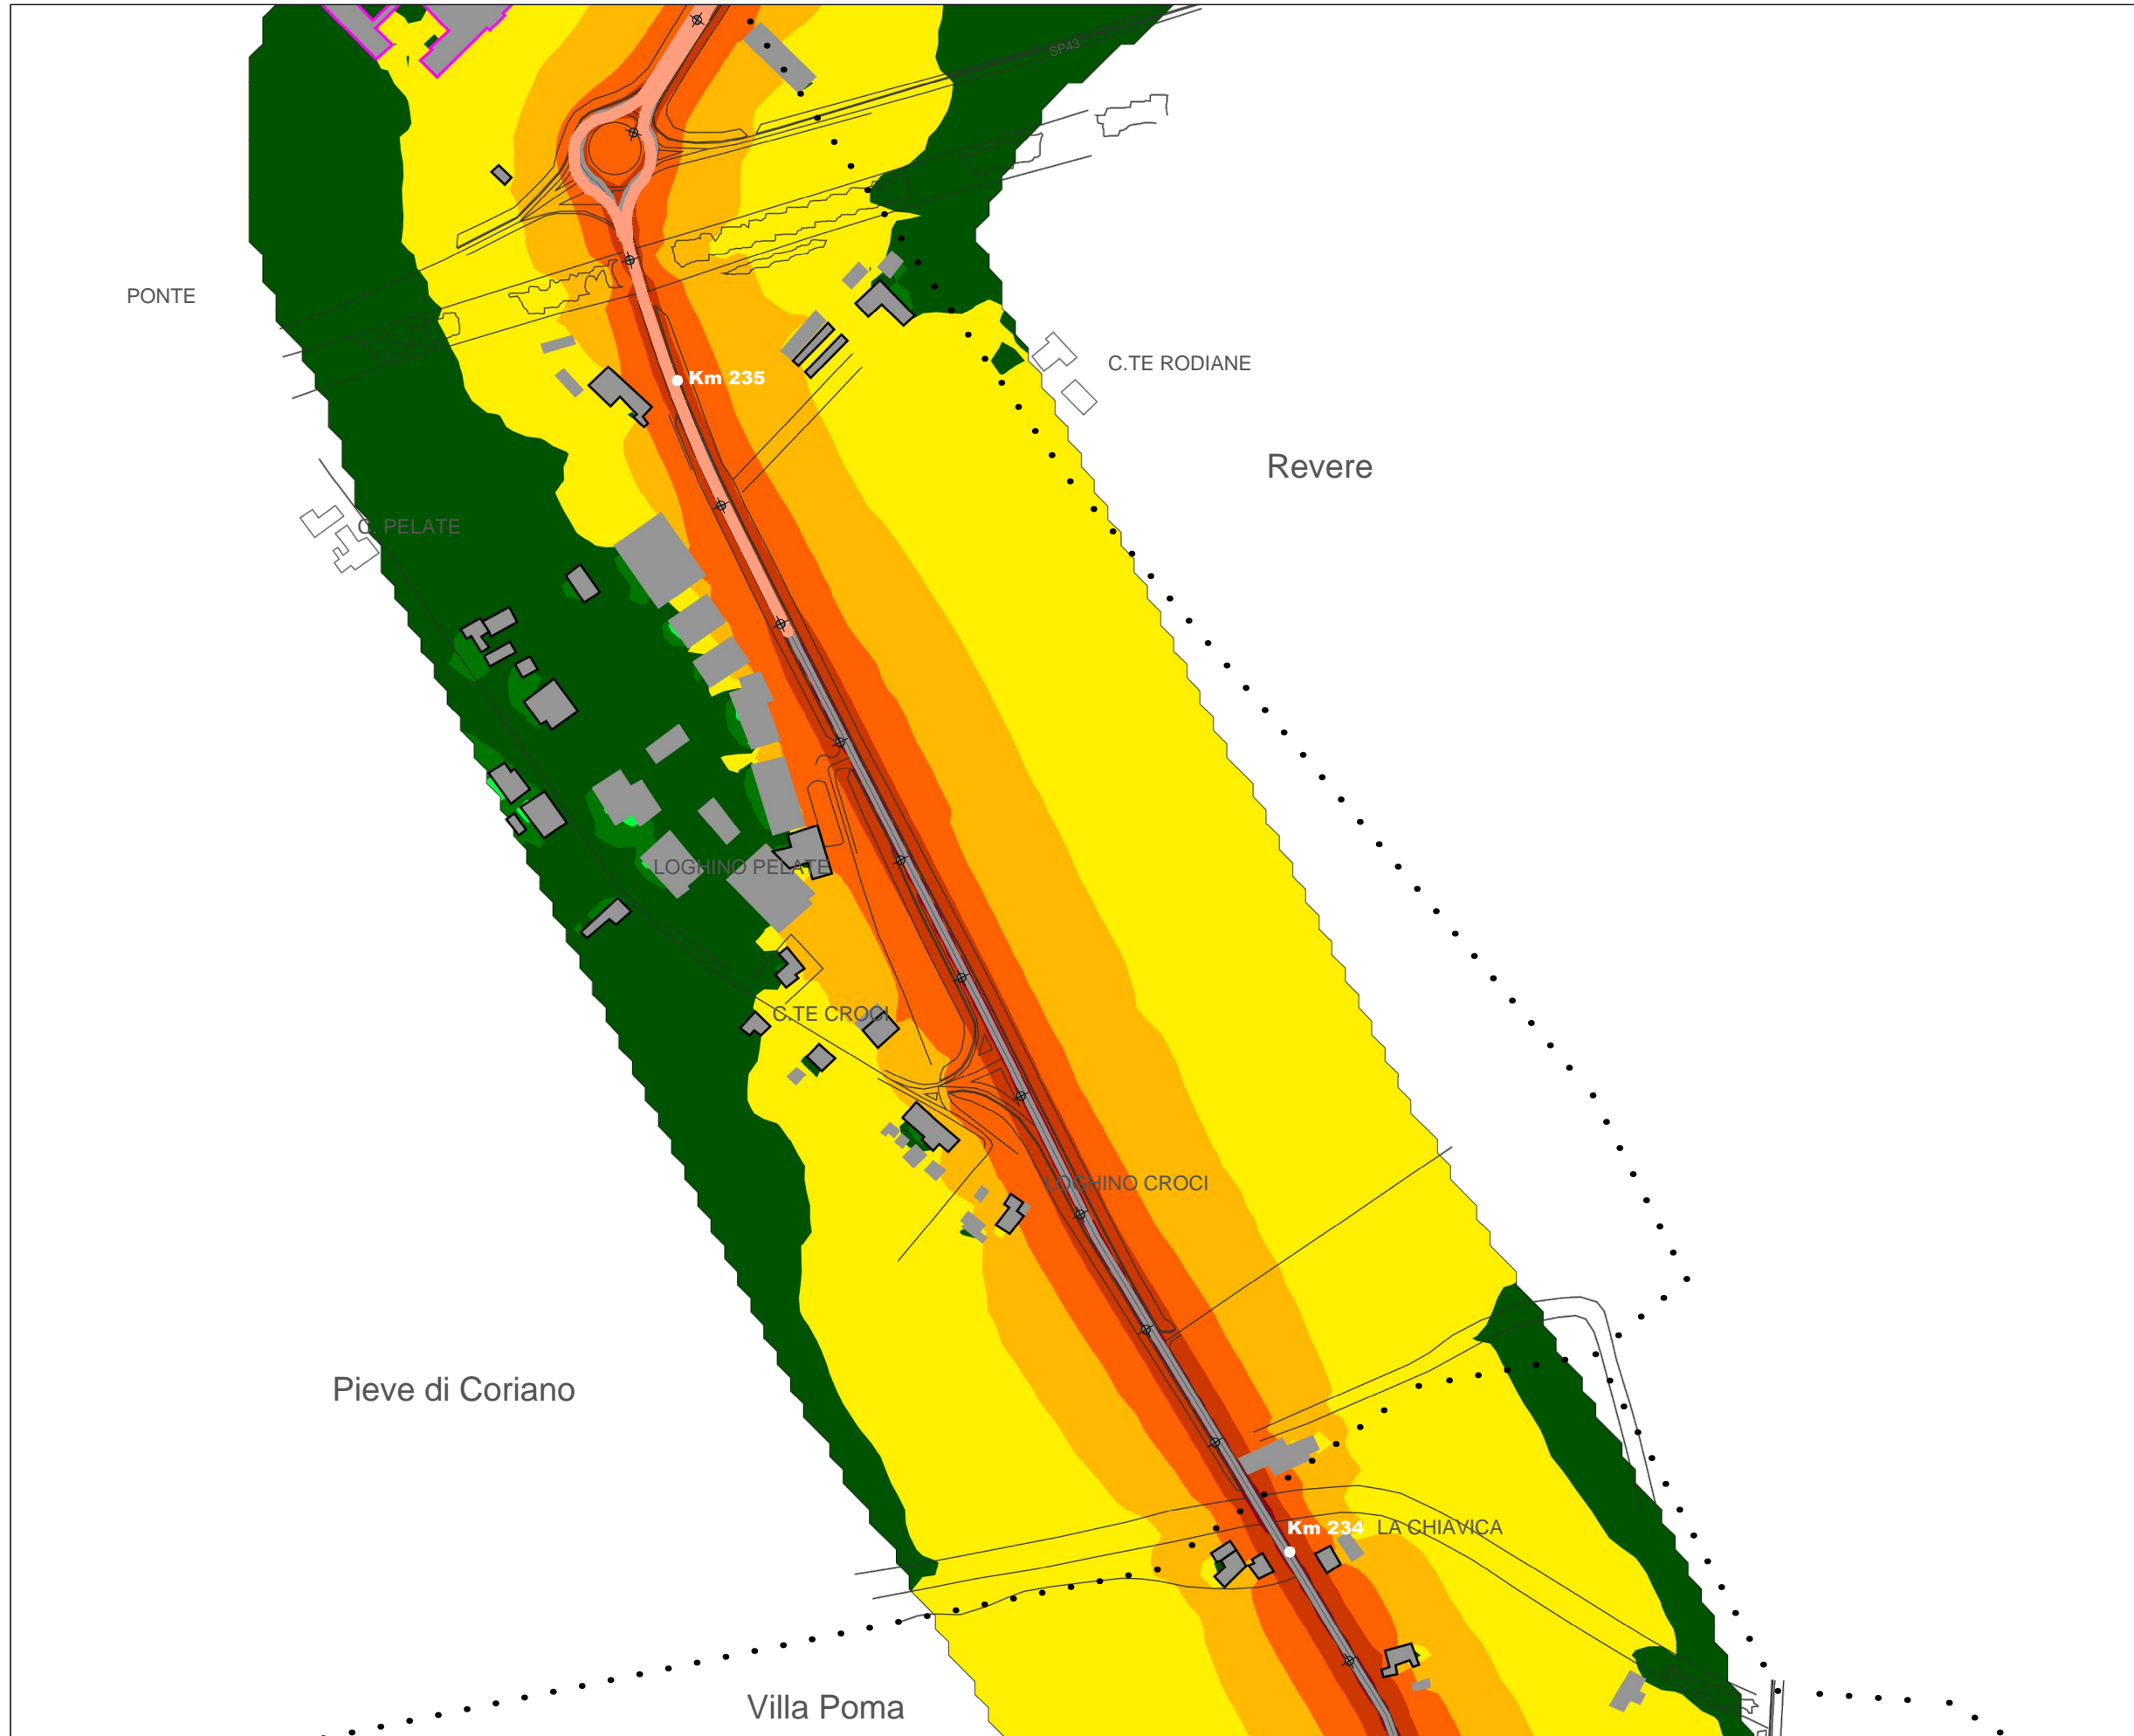 SP43
PONTE
C.TE RODIANE
Km 235
Revere
C. PELATE
LOGHINO PELATE
C.TE CROCI
LOGHINO CROCI
Pieve di Coriano
Km 234
LA CHIAVICA
Villa Poma